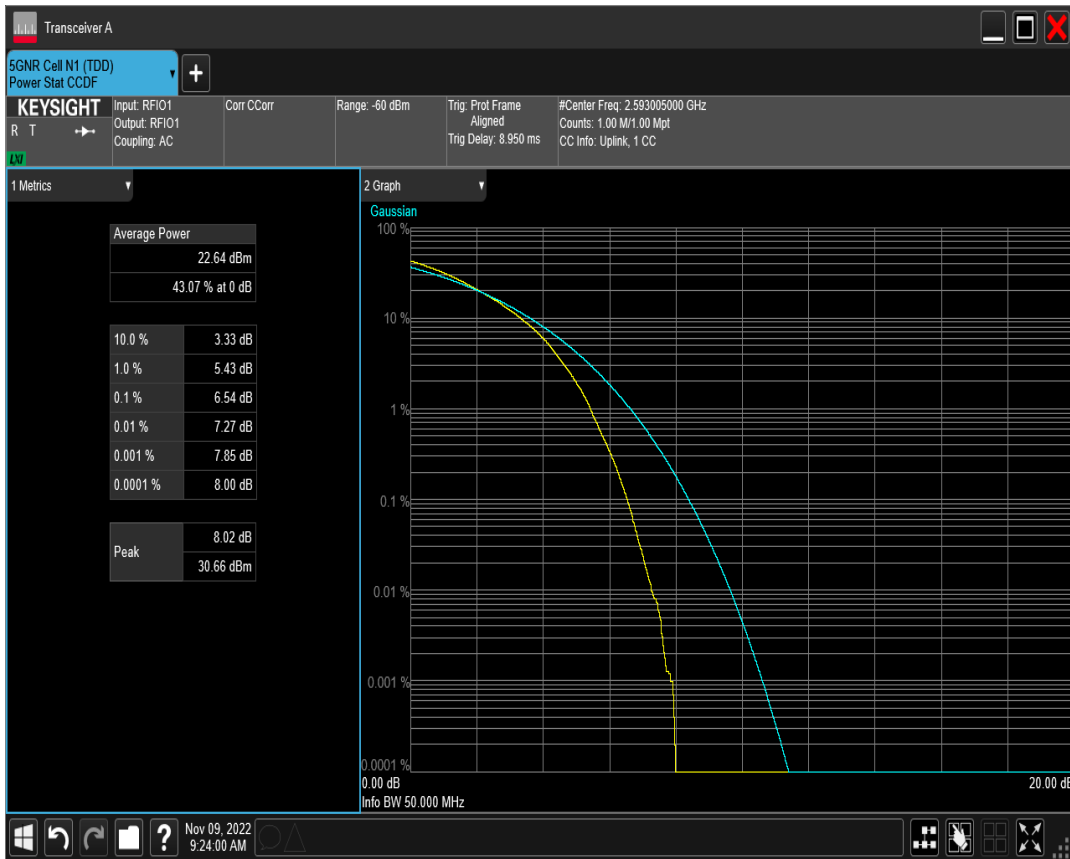 Transceiver A
5GNR Cell N1 (TDD)
Power Stat CCDF
+
KEYSIGHT
R T
LXI
Input: RFIO1
Output: RFIO1
Coupling: AC
Corr CCorr
Range: -60 dBm
Trig: Prot Frame
Aligned
Trig Delay: 8.950 ms
#Center Freq: 2.593005000 GHz
Counts: 1.00 M/1.00 Mpt
CC Info: Uplink, 1 CC
1 Metrics
Average Power
22.64 dBm
43.07 % at 0 dB
10.0 % 3.33 dB
1.0 % 5.43 dB
0.1 % 6.54 dB
0.01 % 7.27 dB
0.001 % 7.85 dB
0.0001 % 8.00 dB
Peak
8.02 dB
30.66 dBm
2 Graph
Gaussian
100 %
10 %
1 %
0.1 %
0.01 %
0.001 %
0.0001 %
0.00 dB
20.00 dB
Info BW 50.000 MHz
?
Nov 09, 2022
9:24:00 AM